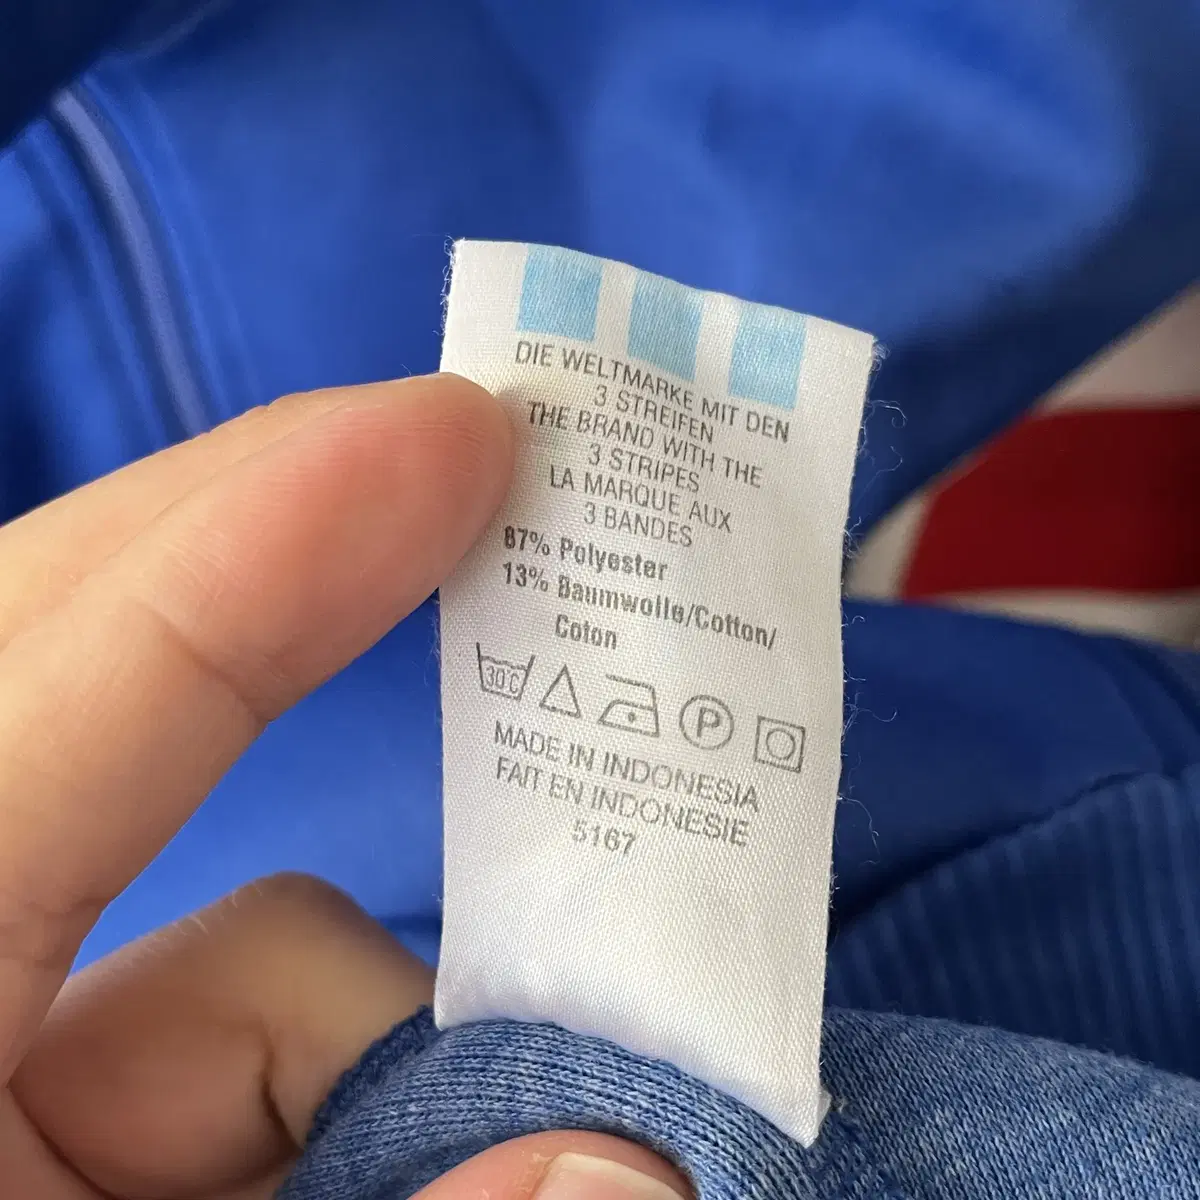 DIE WELTMARKE MIT DEN
3 STREIFEN
THE BRAND WITH THE
3 STRIPES
LA MARQUE AUX
3 BANDES
87% Polyester
13% Baumwolle/Cotton/
Coton
30°C P
MADE IN INDONESIA
FAIT EN INDONESIE
5167